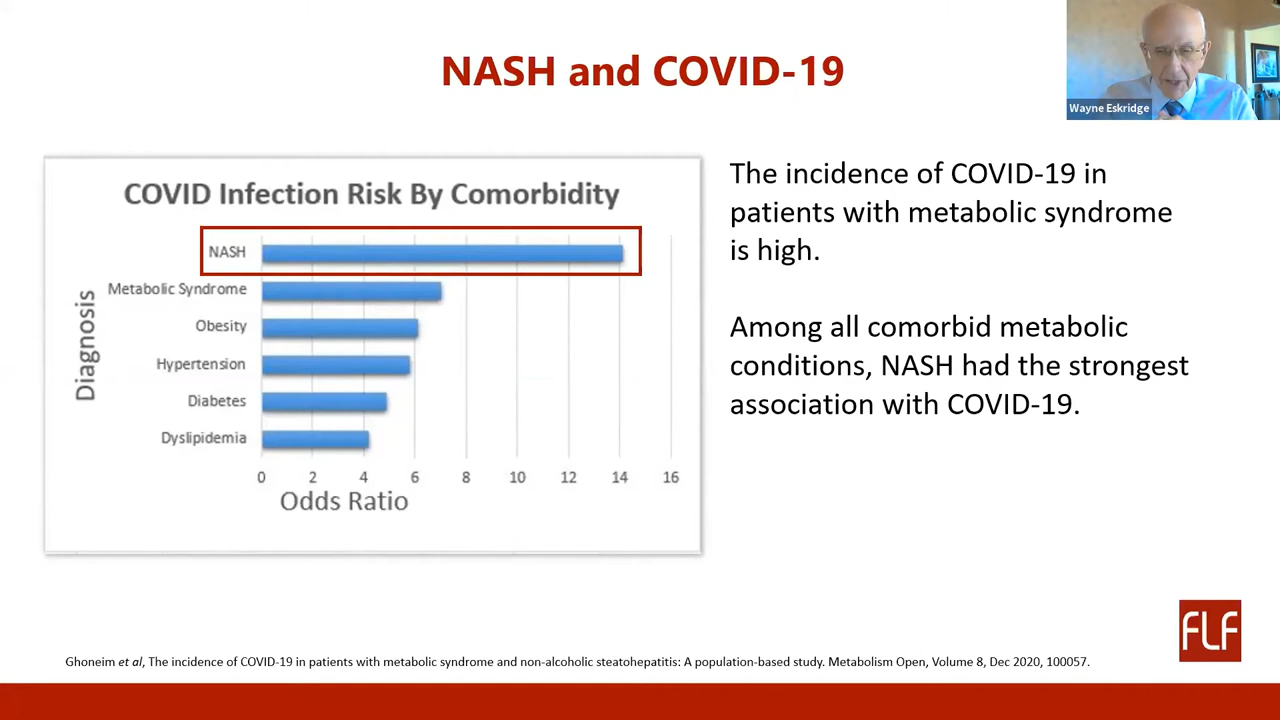 NASH and COVID-19
Wayne Eskridge
COVID Infection Risk By Comorbidity
Diagnosis
NASH
Metabolic Syndrome
Obesity
Hypertension
Diabetes
Dyslipidemia
0 2 4 6 8 10 12 14 16
Odds Ratio
The incidence of COVID-19 in
patients with metabolic syndrome
is high.
Among all comorbid metabolic
conditions, NASH had the strongest
association with COVID-19.
FLF
Ghoneim et al, The incidence of COVID-19 in patients with metabolic syndrome and non-alcoholic steatohepatitis: A population-based study. Metabolism Open, Volume 8, Dec 2020, 100057.